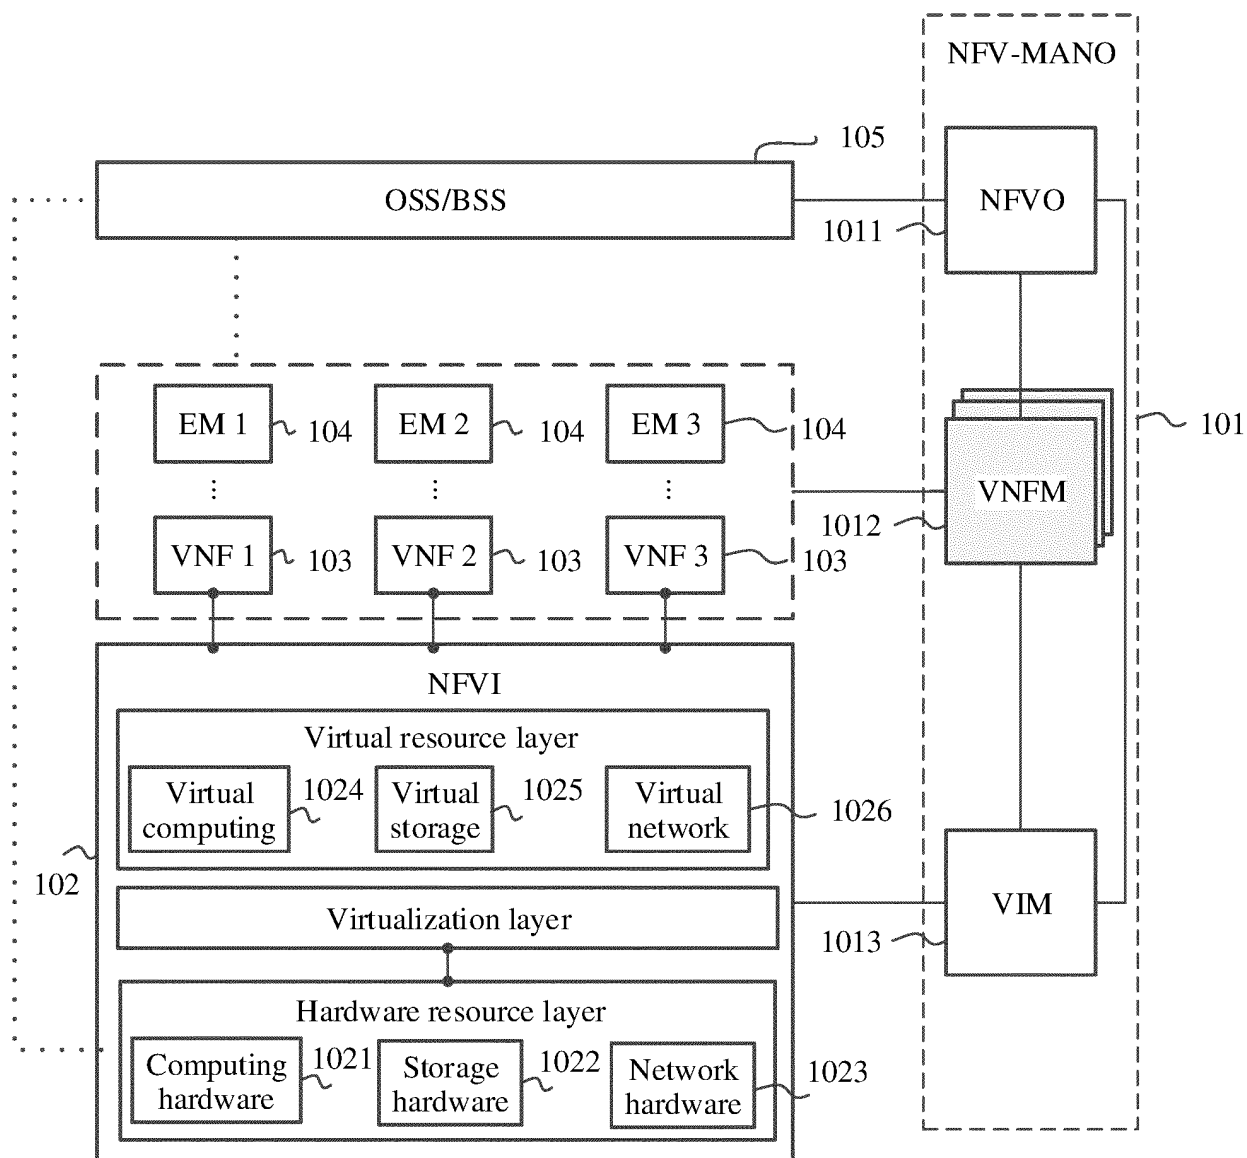 NFV-MANO
105
OSS/BSS
NFVO
1011
EM 1
104
EM 2
104
EM 3
104
101
...
...
...
VNFM
1012
VNF 1
103
VNF 2
103
VNF 3
103
NFVI
Virtual resource layer
Virtual
computing
1024
Virtual
storage
1025
Virtual
network
1026
102
Virtualization layer
VIM
1013
Hardware resource layer
Computing
hardware
1021
Storage
hardware
1022
Network
hardware
1023